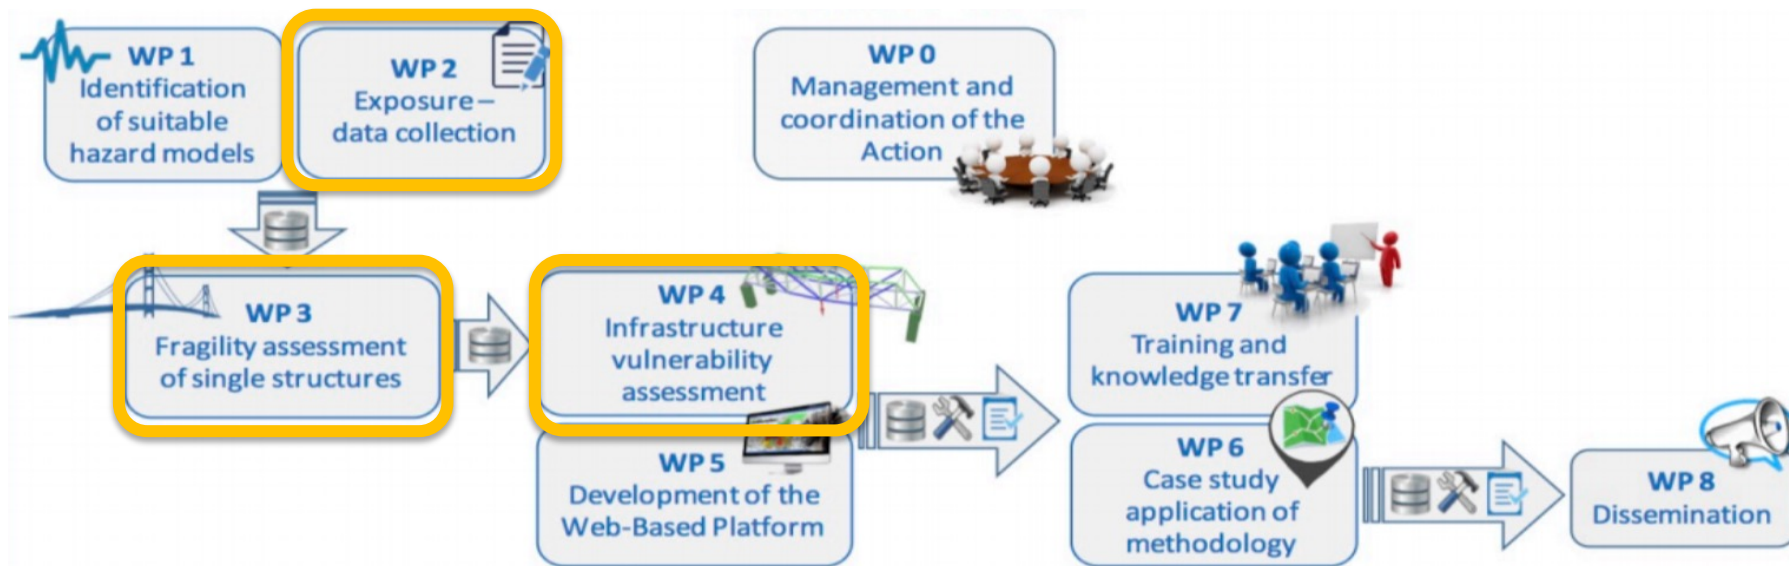 WP 1
Identification
of suitable
hazard models
WP 2
Exposure –
data collection
WP 0
Management and
coordination of the
Action
WP 3
Fragility assessment
of single structures
WP 4
Infrastructure
vulnerability
assessment
WP 5
Development of the
Web-Based Platform
WP 7
Training and
knowledge transfer
WP 6
Case study
application of
methodology
WP 8
Dissemination